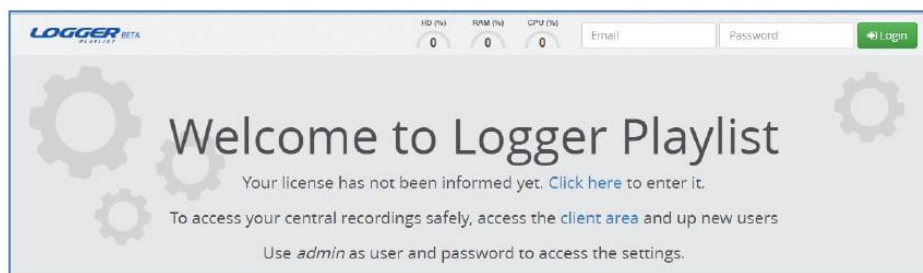 HD (%) RAM (%) CPU (%)
LOGGER BETA 0 0 0 Email Password Login
PLAYLIST
Welcome to Logger Playlist
Your license has not been informed yet. Click here to enter it.
To access your central recordings safely, access the client area and up new users
Use admin as user and password to access the settings.